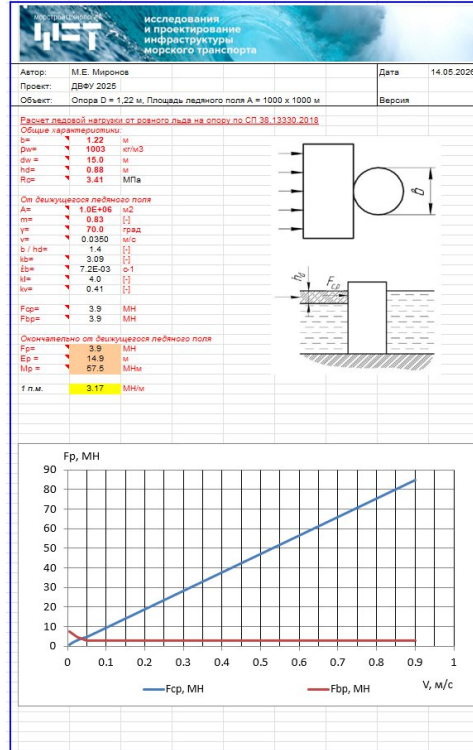 морстройтехнология
исследования
и проектирование
инфраструктуры
морского транспорта
Автор: М.Е. Миронов Дата 14.05.2026
Проект: ДВФУ 2025
Объект: Опора D = 1,22 м, Площадь ледяного поля A = 1000 x 1000 м Версия
Расчет ледовой нагрузки от ровного льда на опору по СП 38.13330.2018
Общие характеристики:
b= 1.22 м
ρw= 1003 кг/м3
dw = 15.0 м
hd= 0.88 м
Rc= 3.41 МПа
От движущегося ледяного поля
A= 1.0E+06 м2
m= 0.83 [-]
γ= 70.0 град
v= 0.0350 м/с
b / hd= 1.4 [-]
kb= 3.09 [-]
έb= 7.2E-03 с-1
kl= 4.0 [-]
kv= 0.41 [-]
Fcp= 3.9 МН
Fbp= 3.9 МН
Окончательно от движущегося ледяного поля
Fp= 3.9 МН
Ep = 14.9 м
Mp = 57.5 МНм
1 п.м. 3.17 МН/м
в
hд
Fс.р
Fp, МН
90
80
70
60
50
40
30
20
10
0
0 0.1 0.2 0.3 0.4 0.5 0.6 0.7 0.8 0.9 1
V, м/с
Fcp, МН Fbp, МН